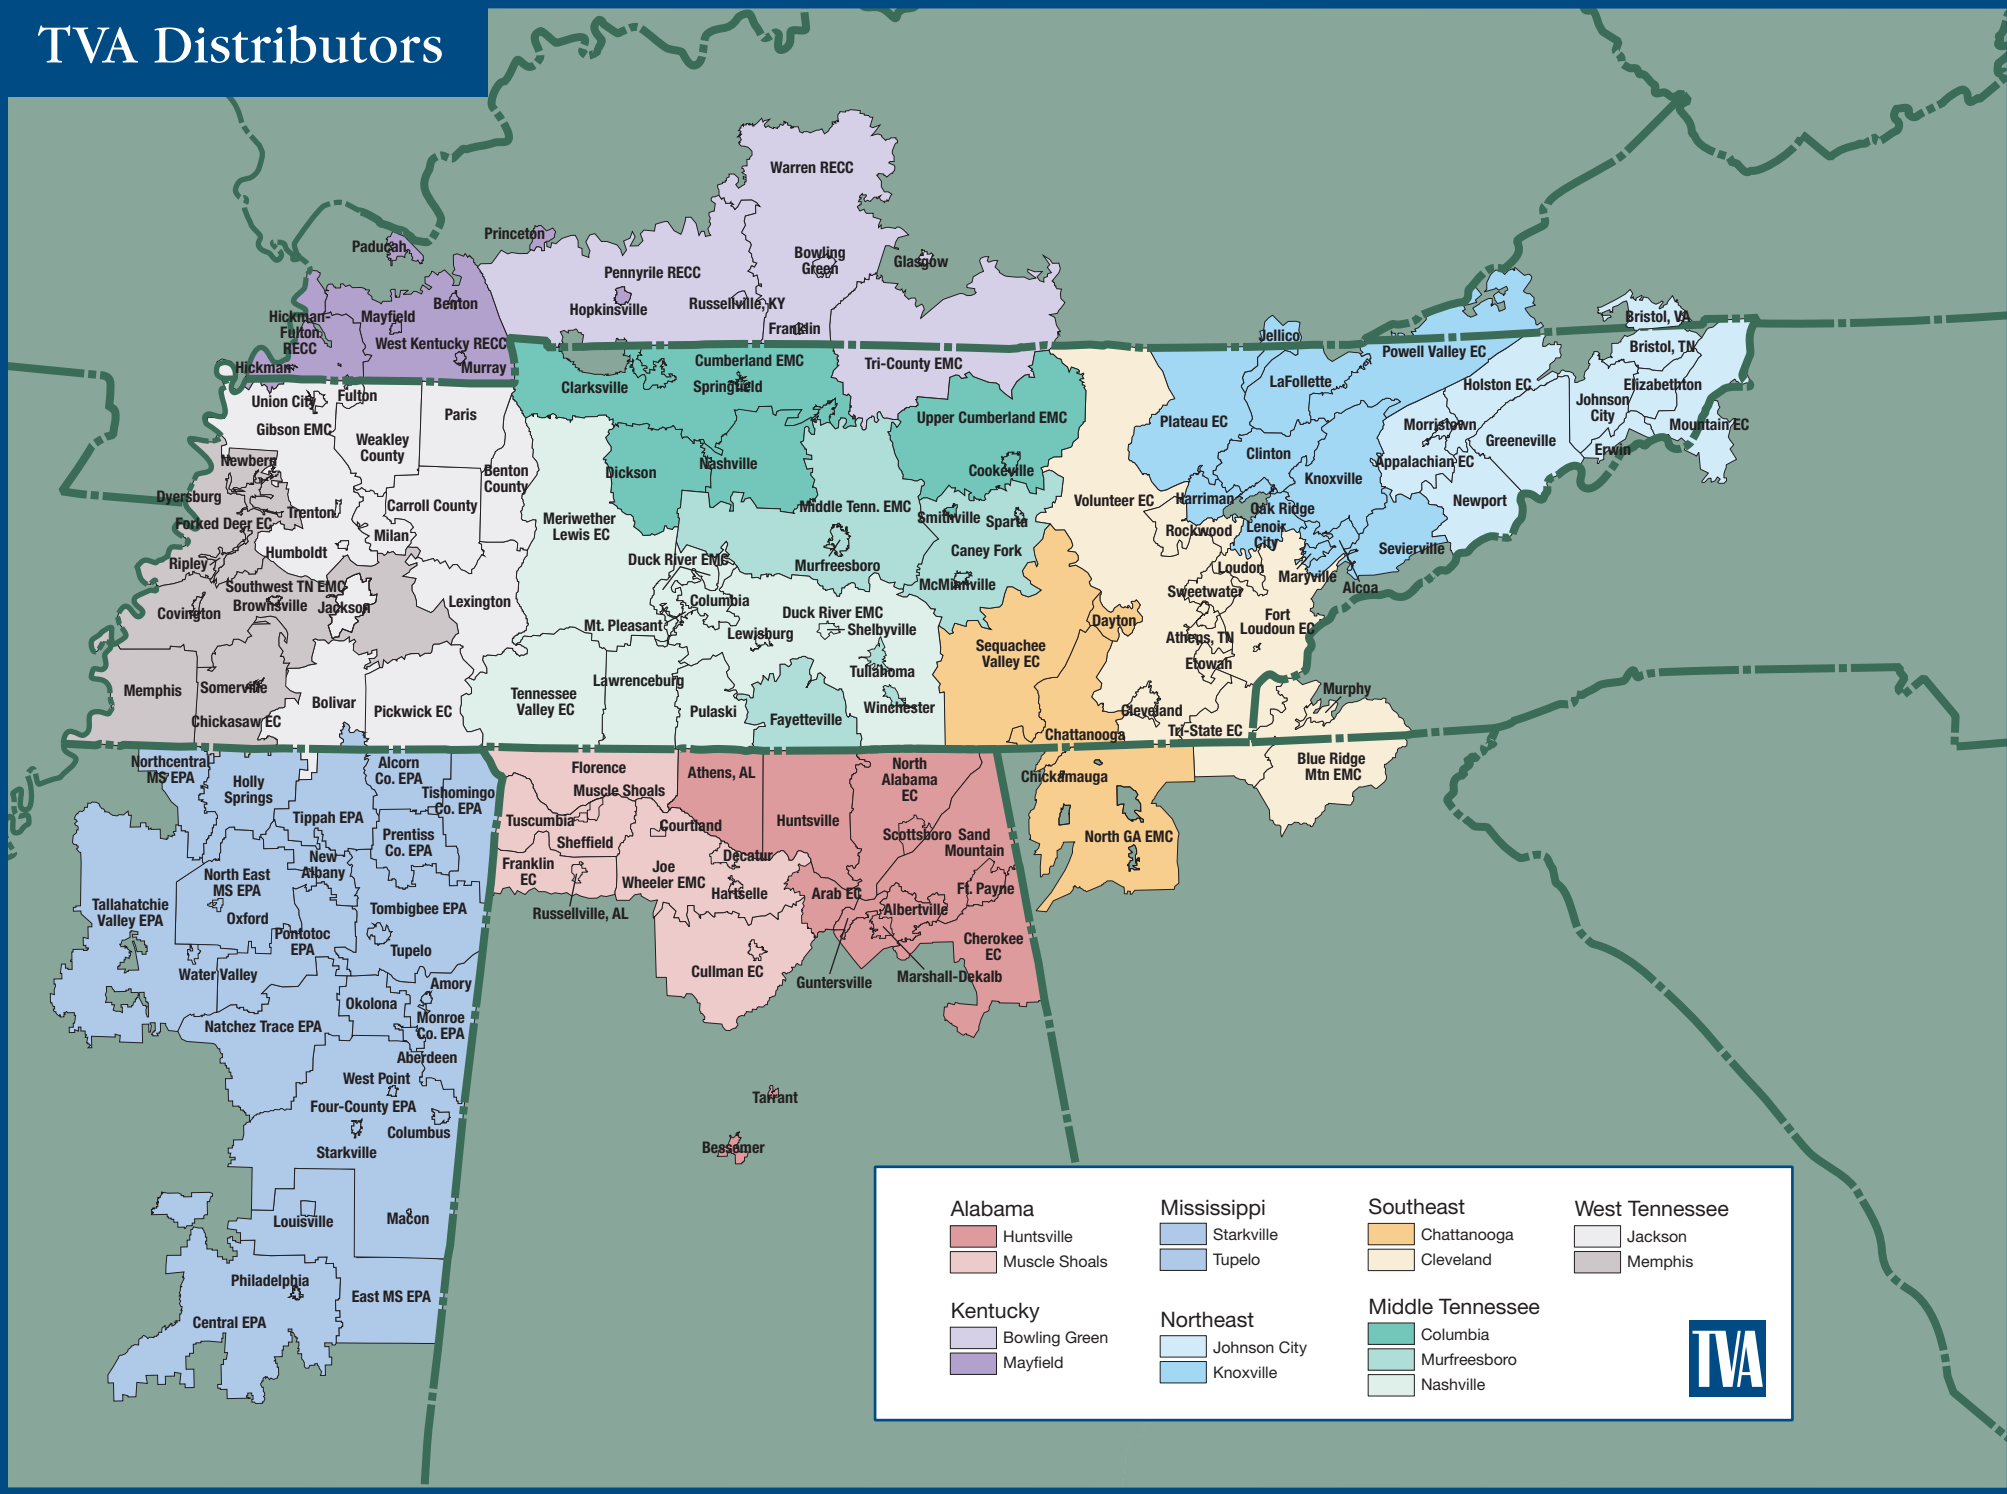 TVA Distributors
Warren RECC
Paducah
Princeton
Bowling
Green
Glasgow
Pennyrile RECC
Hopkinsville
Russellville, KY
Franklin
Benton
Mayfield
Hickman-
Fulton
RECC
West Kentucky RECC
Hickman
Murray
Tri-County EMC
Jellico
Powell Valley EC
Bristol, VA
Bristol, TN
Cumberland EMC
Clarksville
Springfield
LaFollette
Holston EC
Elizabethton
Johnson
City
Mountain EC
Union City
Fulton
Gibson EMC
Paris
Weakley
County
Upper Cumberland EMC
Plateau EC
Morristown
Greeneville
Erwin
Newbern
Benton
County
Dickson
Nashville
Cookeville
Clinton
Knoxville
Appalachian EC
Newport
Dyersburg
Forked Deer EC
Trenton
Carroll County
Milan
Humboldt
Ripley
Meriwether
Lewis EC
Middle Tenn. EMC
Smithville
Sparta
Volunteer EC
Harriman
Oak Ridge
Rockwood
Lenoir
City
Sevierville
Caney Fork
Duck River EMC
Murfreesboro
McMinnville
Loudon
Maryville
Alcoa
Sweetwater
Southwest TN EMC
Brownsville
Jackson
Covington
Lexington
Columbia
Mt. Pleasant
Duck River EMC
Shelbyville
Lewisburg
Dayton
Fort
Loudoun EC
Athens, TN
Etowah
Sequachee
Valley EC
Tullahoma
Memphis
Somerville
Chickasaw EC
Bolivar
Pickwick EC
Tennessee
Valley EC
Lawrenceburg
Pulaski
Fayetteville
Winchester
Cleveland
Murphy
Chattanooga
Tri-State EC
Blue Ridge
Mtn EMC
Northcentral
MS EPA
Holly
Springs
Alcorn
Co. EPA
Tishomingo
Co. EPA
Tippah EPA
Prentiss
Co. EPA
Florence
Muscle Shoals
Athens, AL
North
Alabama
EC
Chickamauga
Tuscumbia
Sheffield
Courtland
Huntsville
Scottsboro
Sand
Mountain
North GA EMC
New
Albany
North East
MS EPA
Franklin
EC
Joe
Wheeler EMC
Decatur
Hartselle
Arab EC
Ft. Payne
Tallahatchie
Valley EPA
Oxford
Tombigbee EPA
Russellville, AL
Albertville
Pontotoc
EPA
Tupelo
Cherokee
EC
Water Valley
Cullman EC
Guntersville
Marshall-Dekalb
Amory
Okolona
Natchez Trace EPA
Monroe
Co. EPA
Aberdeen
West Point
Four-County EPA
Columbus
Starkville
Tarrant
Bessemer
Louisville
Macon
Philadelphia
East MS EPA
Central EPA
Alabama
Huntsville
Muscle Shoals
Kentucky
Bowling Green
Mayfield
Mississippi
Starkville
Tupelo
Northeast
Johnson City
Knoxville
Southeast
Chattanooga
Cleveland
Middle Tennessee
Columbia
Murfreesboro
Nashville
West Tennessee
Jackson
Memphis
TVA